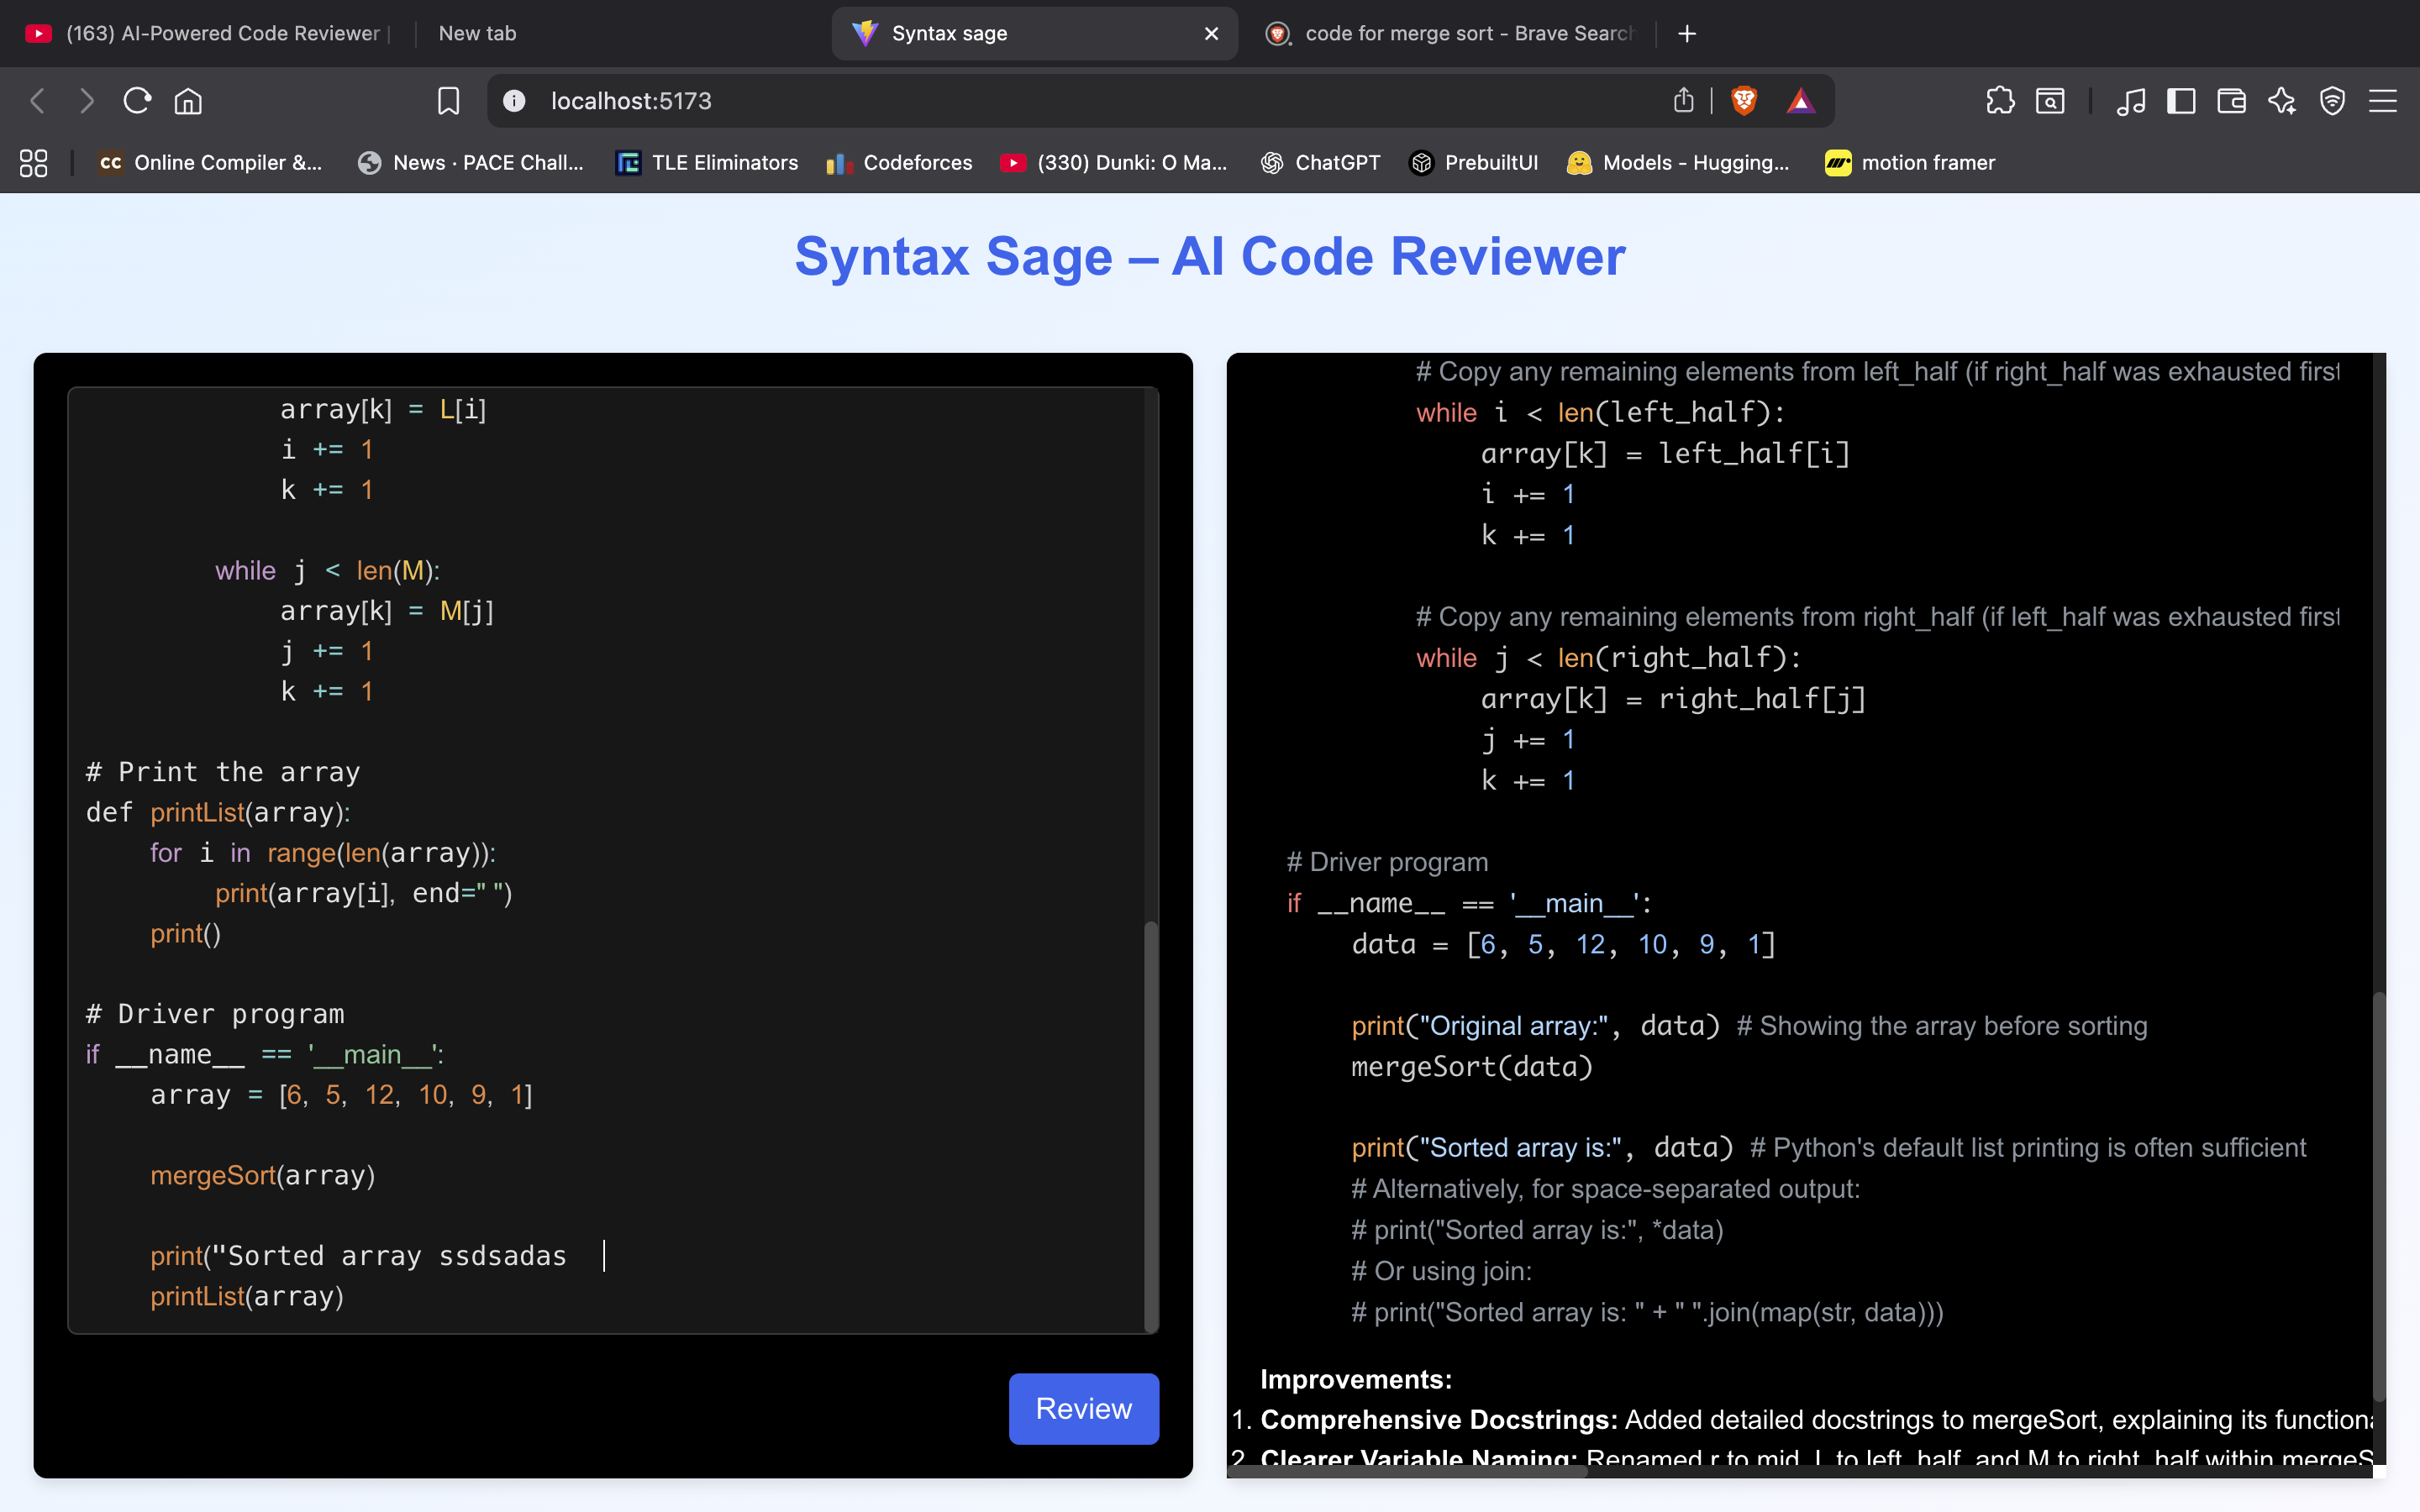 (163) AI-Powered Code Reviewer
New tab
Syntax sage
code for merge sort - Brave Search
localhost:5173
CC Online Compiler &...
News · PACE Chall...
TLE Eliminators
Codeforces
(330) Dunki: O Ma...
ChatGPT
PrebuiltUI
Models - Hugging...
motion framer
Syntax Sage – AI Code Reviewer
array[k] = L[i]
i += 1
k += 1
while j < len(M):
array[k] = M[j]
j += 1
k += 1
# Print the array
def printList(array):
for i in range(len(array)):
print(array[i], end=" ")
print()
# Driver program
if __name__ == '__main__':
array = [6, 5, 12, 10, 9, 1]
mergeSort(array)
print("Sorted array ssdsadas
printList(array)
Review
# Copy any remaining elements from left_half (if right_half was exhausted first
while i < len(left_half):
array[k] = left_half[i]
i += 1
k += 1
# Copy any remaining elements from right_half (if left_half was exhausted first
while j < len(right_half):
array[k] = right_half[j]
j += 1
k += 1
# Driver program
if __name__ == '__main__':
data = [6, 5, 12, 10, 9, 1]
print("Original array:", data) # Showing the array before sorting
mergeSort(data)
print("Sorted array is:", data) # Python's default list printing is often sufficient
# Alternatively, for space-separated output:
# print("Sorted array is:", *data)
# Or using join:
# print("Sorted array is: " + " ".join(map(str, data)))
Improvements:
1. Comprehensive Docstrings: Added detailed docstrings to mergeSort, explaining its functiona
2. Clearer Variable Naming: Renamed r to mid, L to left_half, and M to right_half within mergeS